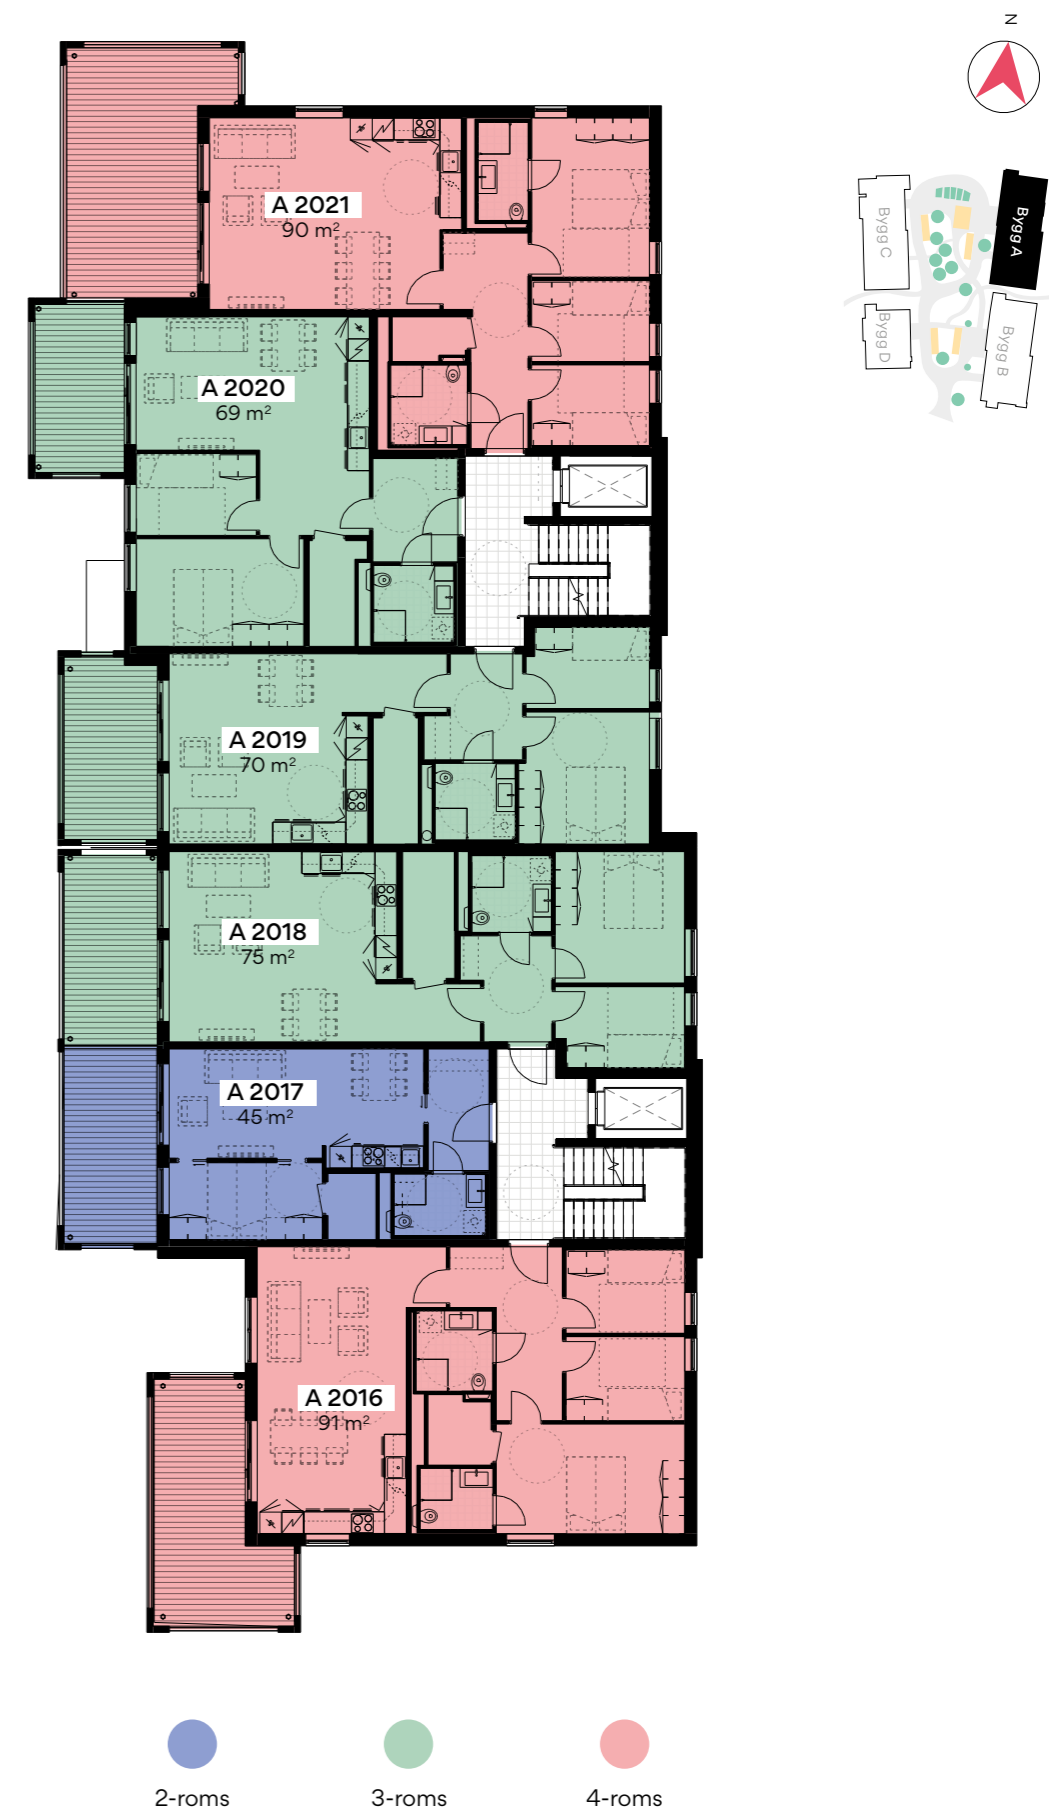 N
Bygg C
Bygg A
Bygg D
Bygg B
A 2021
90 m²
A 2020
69 m²
A 2019
70 m²
A 2018
75 m²
A 2017
45 m²
A 2016
91 m²
2-roms
3-roms
4-roms